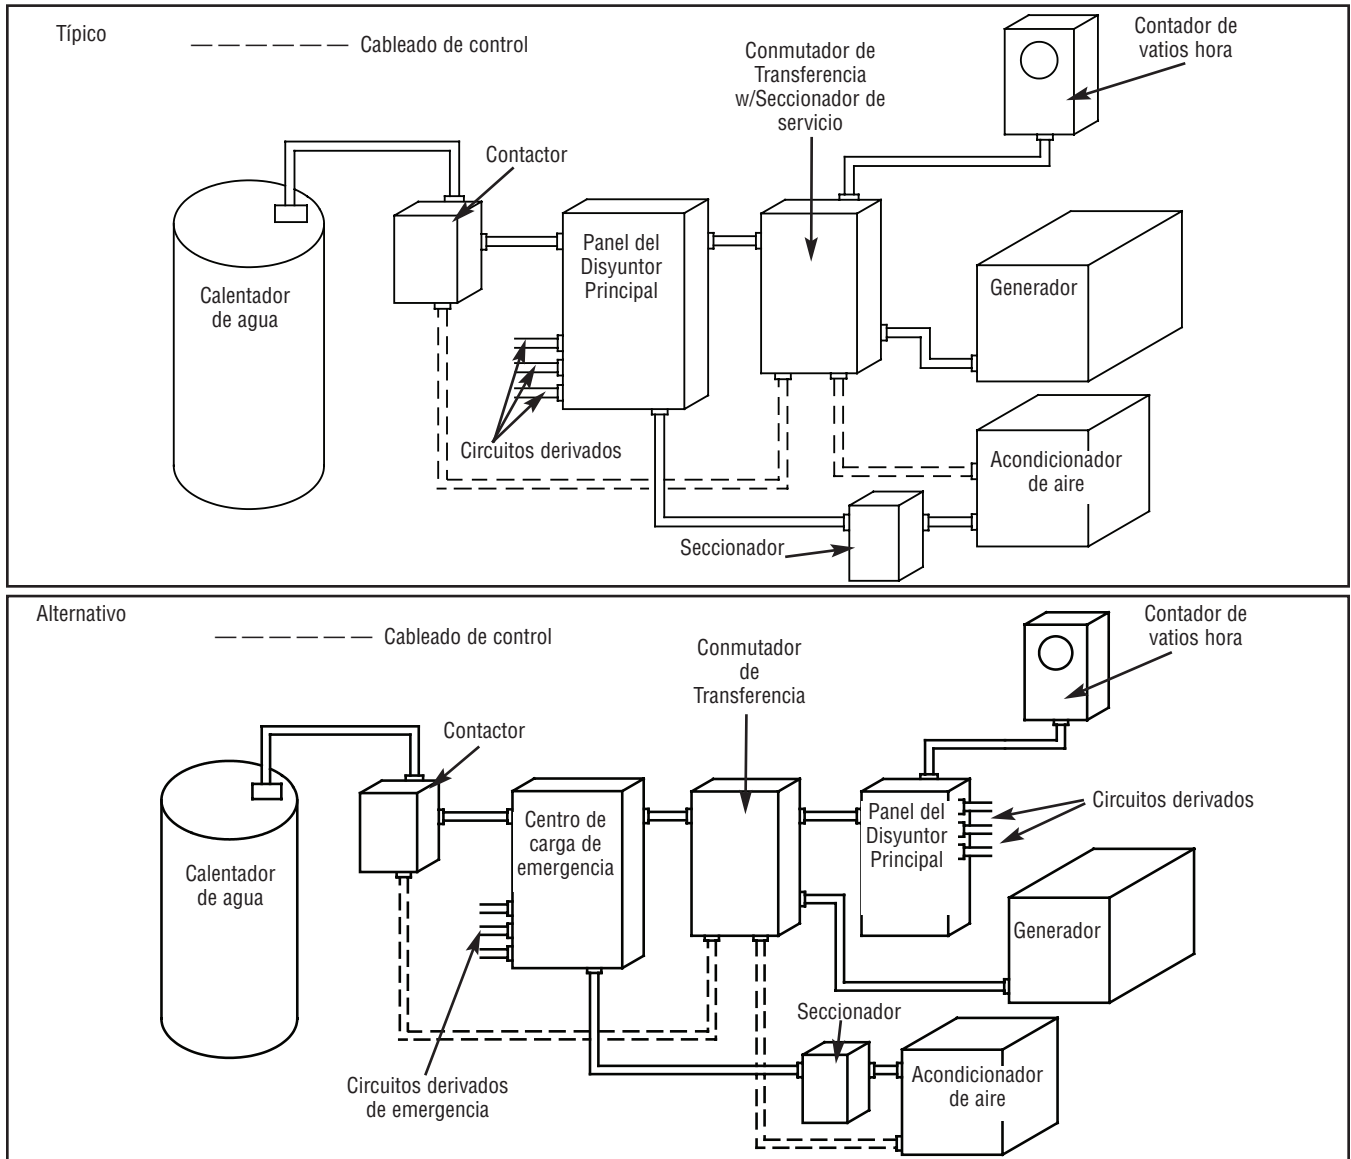 Típico
Cableado de control
Conmutador de
Transferencia
w/Seccionador de
servicio
Contador de
vatios hora
Contactor
Panel del
Disyuntor
Principal
Calentador
de agua
Generador
Circuitos derivados
Acondicionador
de aire
Seccionador
Alternativo
Cableado de control
Conmutador
de
Transferencia
Contador de
vatios hora
Contactor
Circuitos derivados
Centro de
carga de
emergencia
Panel del
Disyuntor
Principal
Calentador
de agua
Generador
Seccionador
Circuitos derivados
de emergencia
Acondicionador
de aire